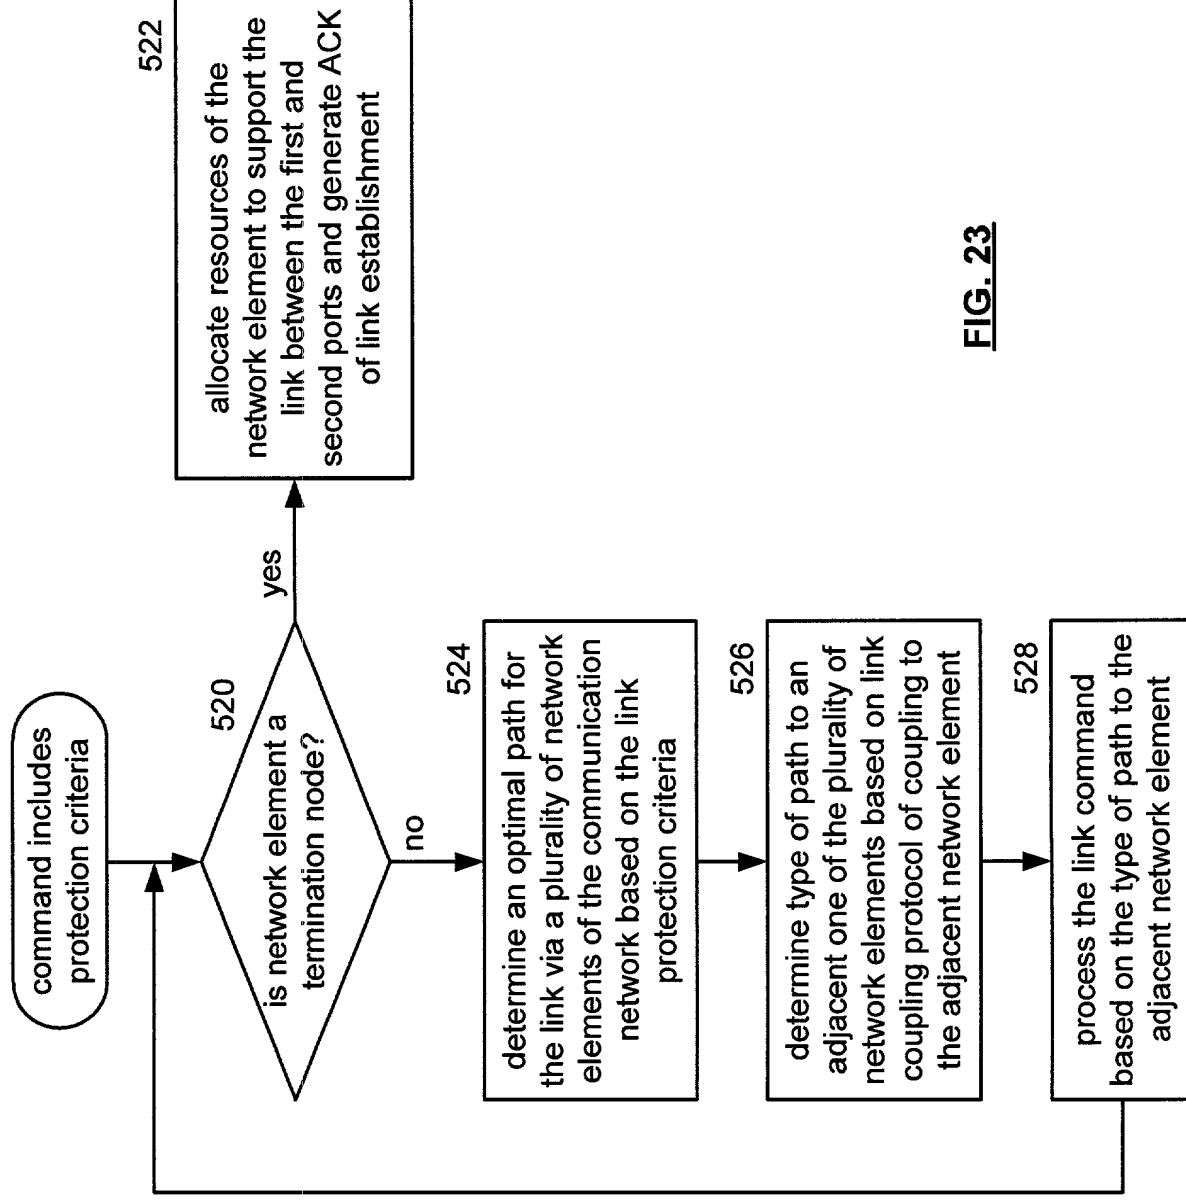 command includes
protection criteria
520
is network element a
termination node?
yes
522
allocate resources of the
network element to support the
link between the first and
second ports and generate ACK
of link establishment
no
524
determine an optimal path for
the link via a plurality of network
elements of the communication
network based on the link
protection criteria
526
determine type of path to an
adjacent one of the plurality of
network elements based on link
coupling protocol of coupling to
the adjacent network element
528
process the link command
based on the type of path to the
adjacent network element
FIG. 23